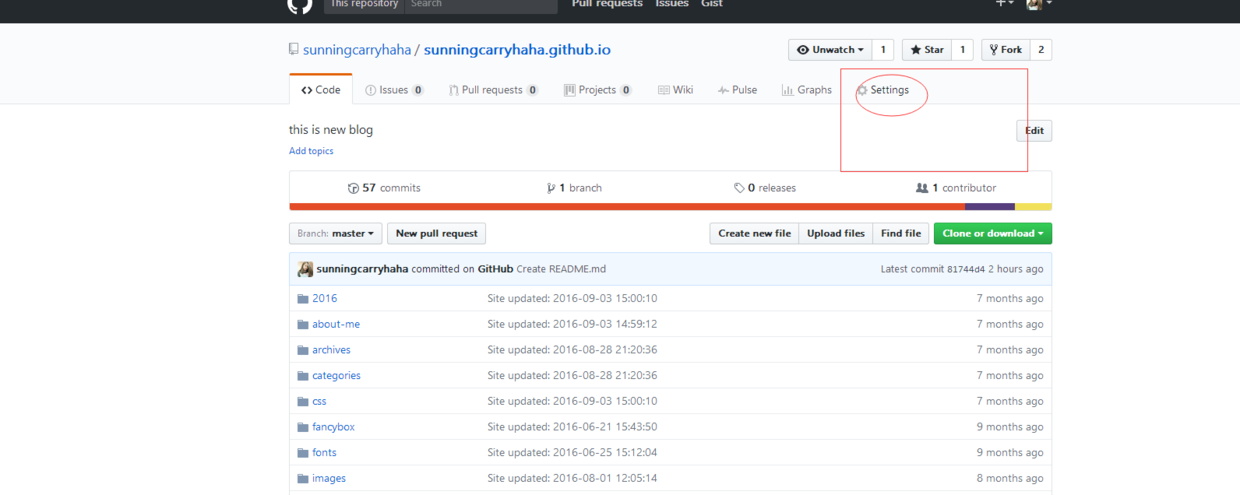 This repository Search Pull requests Issues Gist
sunningcarryhaha / sunningcarryhaha.github.io Unwatch 1 Star 1 Fork 2
Code Issues 0 Pull requests 0 Projects 0 Wiki Pulse Graphs Settings
this is new blog Edit
Add topics
57 commits 1 branch 0 releases 1 contributor
Branch: master New pull request Create new file Upload files Find file Clone or download
sunningcarryhaha committed on GitHub Create README.md Latest commit 81744d4 2 hours ago
2016 Site updated: 2016-09-03 15:00:10 7 months ago
about-me Site updated: 2016-09-03 14:59:12 7 months ago
archives Site updated: 2016-08-28 21:20:36 7 months ago
categories Site updated: 2016-08-28 21:20:36 7 months ago
css Site updated: 2016-09-03 15:00:10 7 months ago
fancybox Site updated: 2016-06-21 15:43:50 9 months ago
fonts Site updated: 2016-06-25 15:12:04 9 months ago
images Site updated: 2016-08-01 12:05:14 8 months ago